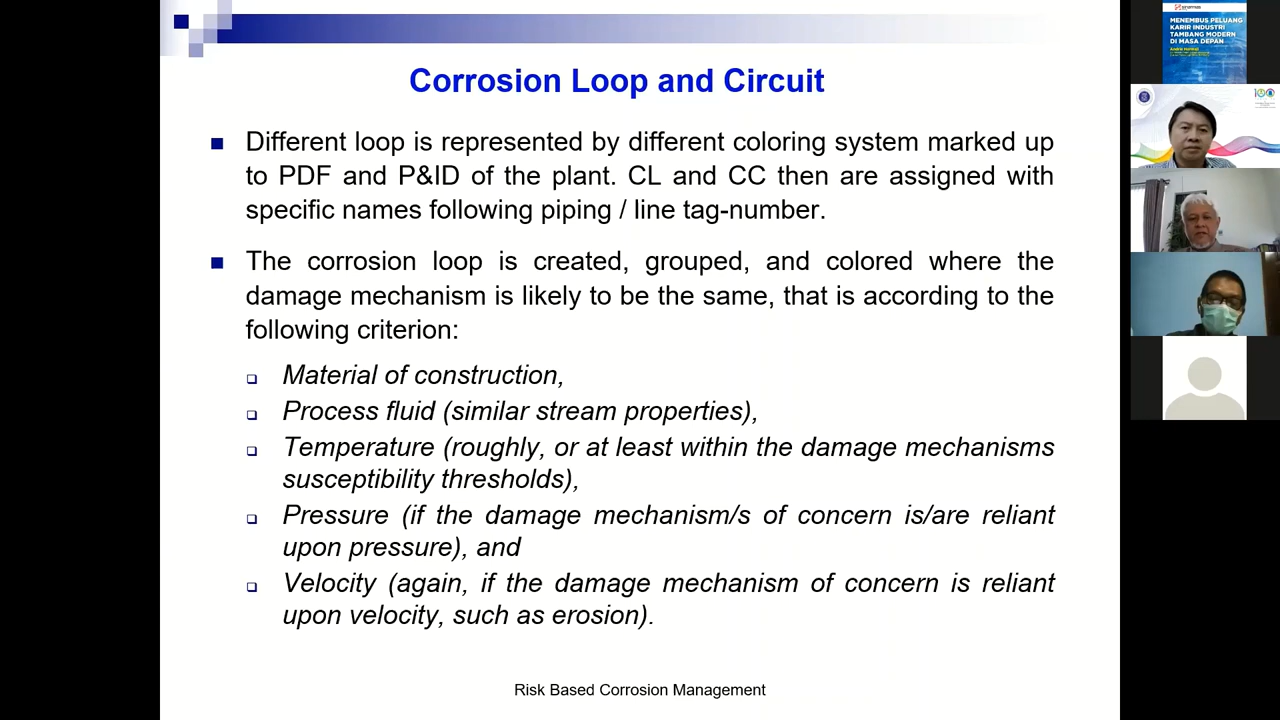 Corrosion Loop and Circuit
Different loop is represented by different coloring system marked up
to PDF and P&ID of the plant. CL and CC then are assigned with
specific names following piping / line tag-number.
The corrosion loop is created, grouped, and colored where the
damage mechanism is likely to be the same, that is according to the
following criterion:
Material of construction,
Process fluid (similar stream properties),
Temperature (roughly, or at least within the damage mechanisms
susceptibility thresholds),
Pressure (if the damage mechanism/s of concern is/are reliant
upon pressure), and
Velocity (again, if the damage mechanism of concern is reliant
upon velocity, such as erosion).
Risk Based Corrosion Management
MENEMBUS PELUANG
KARIR INDUSTRI
TAMBANG MODERN
DI MASA DEPAN
100